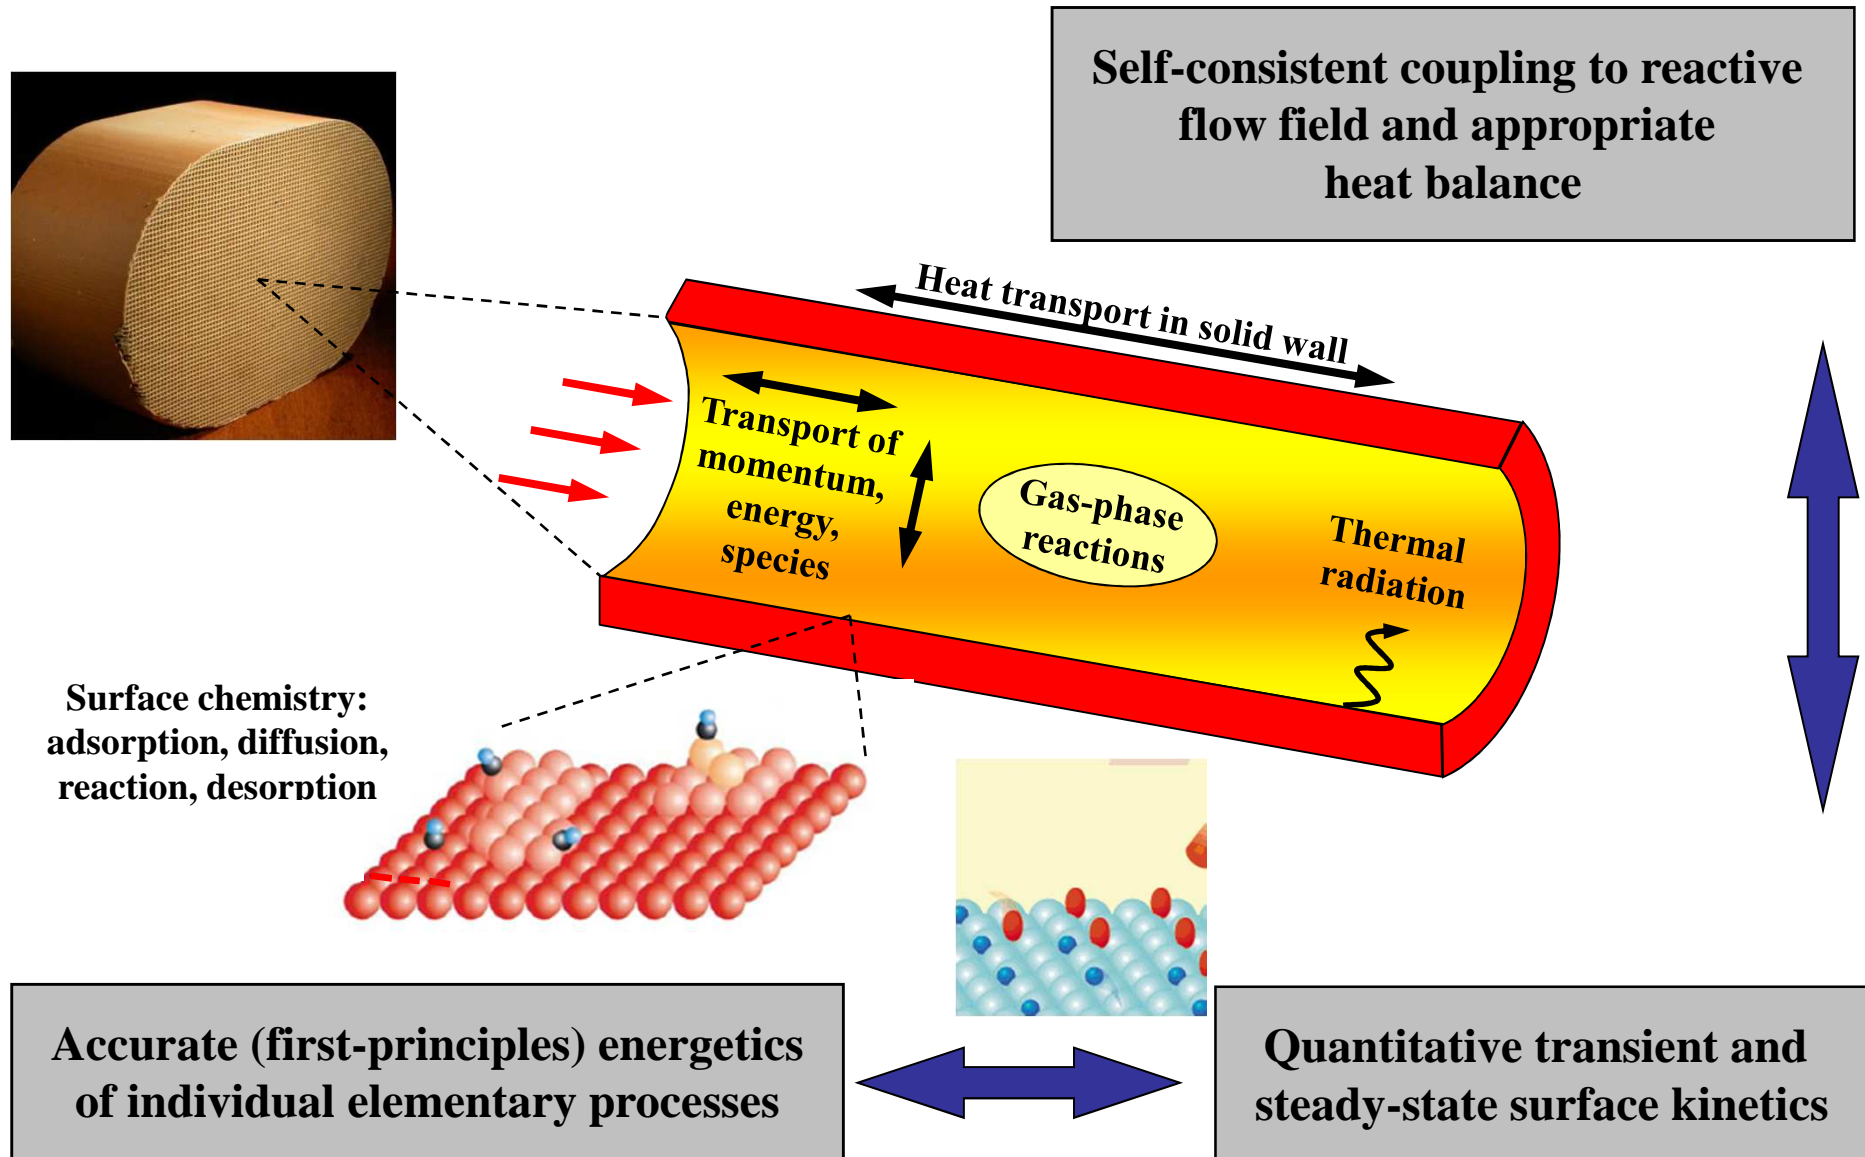 Self-consistent coupling to reactive
flow field and appropriate
heat balance
Heat transport in solid wall
Transport of
momentum,
energy,
species
Gas-phase
reactions
Thermal
radiation
Surface chemistry:
adsorption, diffusion,
reaction, desorption
Accurate (first-principles) energetics
of individual elementary processes
Quantitative transient and
steady-state surface kinetics